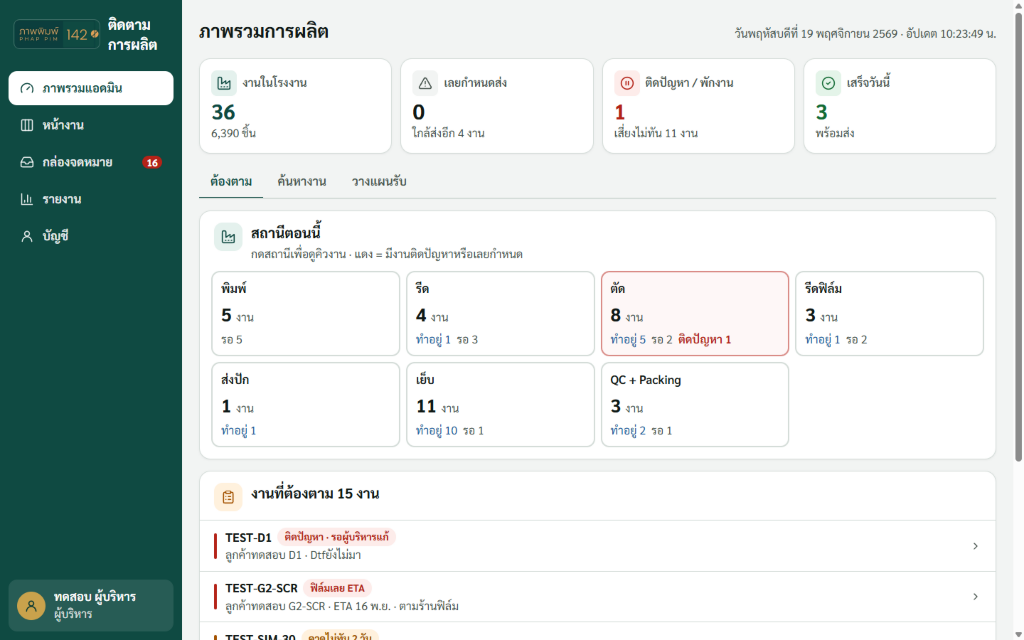 ภาพพิมพ์
PHAP PIM
142
ติดตาม
การผลิต
ภาพรวมแอดมิน
หน้างาน
กล่องจดหมาย 16
รายงาน
บัญชี
ทดสอบ ผู้บริหาร
ผู้บริหาร
ภาพรวมการผลิต
วันพฤหัสบดีที่ 19 พฤศจิกายน 2569 · อัปเดต 10:23:49 น.
งานในโรงงาน
36
6,390 ชิ้น
เลยกำหนดส่ง
0
ใกล้ส่งอีก 4 งาน
ติดปัญหา / พักงาน
1
เสี่ยงไม่ทัน 11 งาน
เสร็จวันนี้
3
พร้อมส่ง
ต้องตาม ค้นหางาน วางแผนรับ
สถานีตอนนี้
กดสถานีเพื่อดูคิวงาน · แดง = มีงานติดปัญหาหรือเลยกำหนด
พิมพ์
5 งาน
รอ 5
รีด
4 งาน
ทำอยู่ 1 รอ 3
ตัด
8 งาน
ทำอยู่ 5 รอ 2 ติดปัญหา 1
รีดฟิล์ม
3 งาน
ทำอยู่ 1 รอ 2
ส่งปัก
1 งาน
ทำอยู่ 1
เย็บ
11 งาน
ทำอยู่ 10 รอ 1
QC + Packing
3 งาน
ทำอยู่ 2 รอ 1
งานที่ต้องตาม 15 งาน
TEST-D1 ติดปัญหา · รอผู้บริหารแก้
ลูกค้าทดสอบ D1 · Dtfยังไม่มา
TEST-G2-SCR ฟิล์มเลย ETA
ลูกค้าทดสอบ G2-SCR · ETA 16 พ.ย. · ตามร้านฟิล์ม
TEST-SIM-30 คาดไม่ทัน 2 วัน